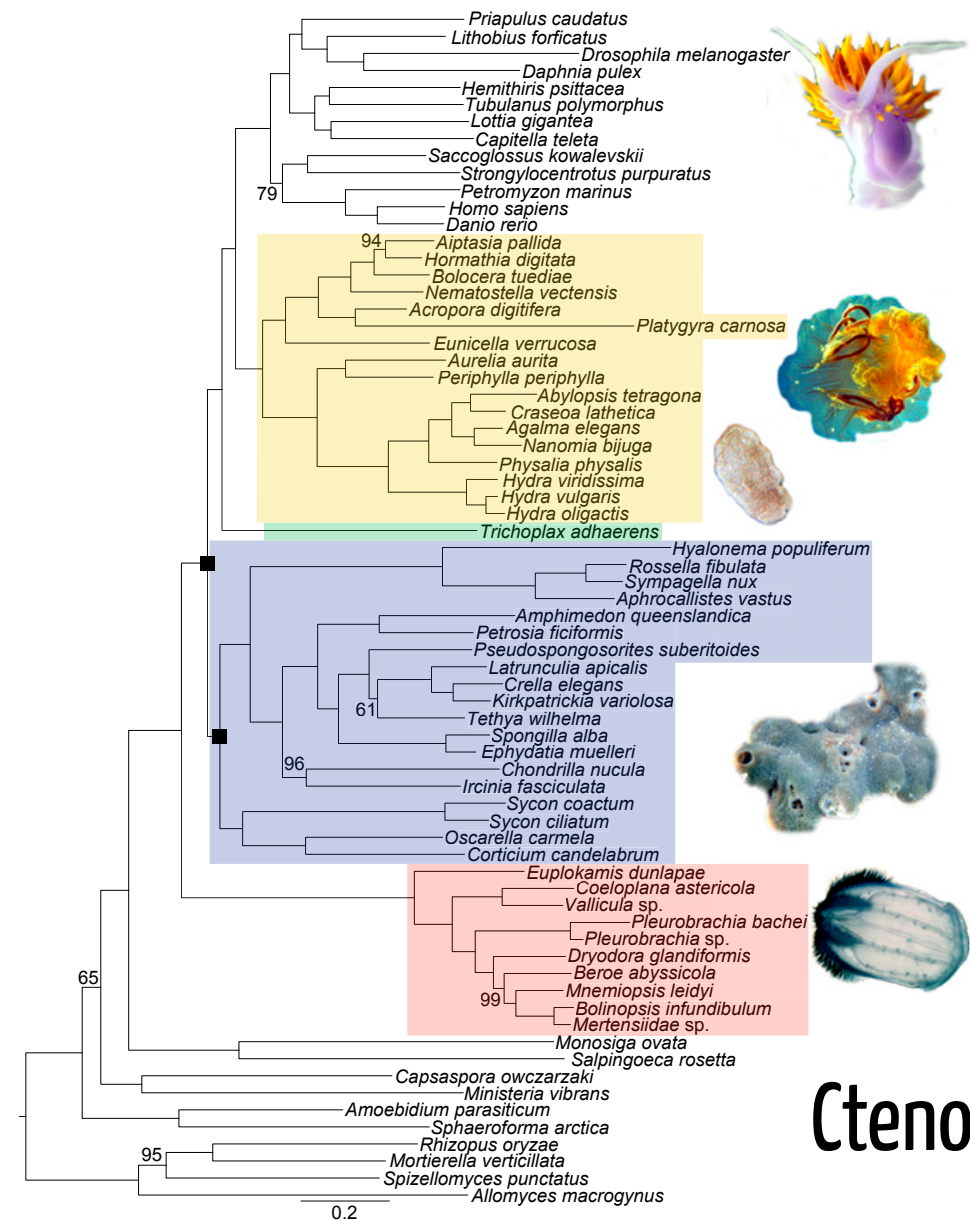 Priapulus caudatus
Lithobius forficatus
Drosophila melanogaster
Daphnia pulex
Hemithiris psittacea
Tubulanus polymorphus
Lottia gigantea
Capitella teleta
Saccoglossus kowalevskii
Strongylocentrotus purpuratus
79
Petromyzon marinus
Homo sapiens
Danio rerio
94
Aiptasia pallida
Hormathia digitata
Bolocera tuediae
Nematostella vectensis
Acropora digitifera
Platygyra carnosa
Eunicella verrucosa
Aurelia aurita
Periphylla periphylla
Abylopsis tetragona
Craseoa lathetica
Agalma elegans
Nanomia bijuga
Physalia physalis
Hydra viridissima
Hydra vulgaris
Hydra oligactis
Trichoplax adhaerens
Hyalonema populiferum
Rossella fibulata
Sympagella nux
Aphrocallistes vastus
Amphimedon queenslandica
Petrosia ficiformis
Pseudospongosorites suberitoides
Latrunculia apicalis
Crella elegans
Kirkpatrickia variolosa
61
Tethya wilhelma
Spongilla alba
Ephydatia muelleri
96
Chondrilla nucula
Ircinia fasciculata
Sycon coactum
Sycon ciliatum
Oscarella carmela
Corticium candelabrum
Euplokamis dunlapae
Coeloplana astericola
Vallicula sp.
Pleurobrachia bachei
Pleurobrachia sp.
Dryodora glandiformis
Beroe abyssicola
65
Mnemiopsis leidyi
99
Bolinopsis infundibulum
Mertensiidae sp.
Monosiga ovata
Salpingoeca rosetta
Capsaspora owczarzaki
Ministeria vibrans
Amoebidium parasiticum
Cteno
Sphaeroforma arctica
Rhizopus oryzae
95
Mortierella verticillata
Spizellomyces punctatus
Allomyces macrogynus
0.2